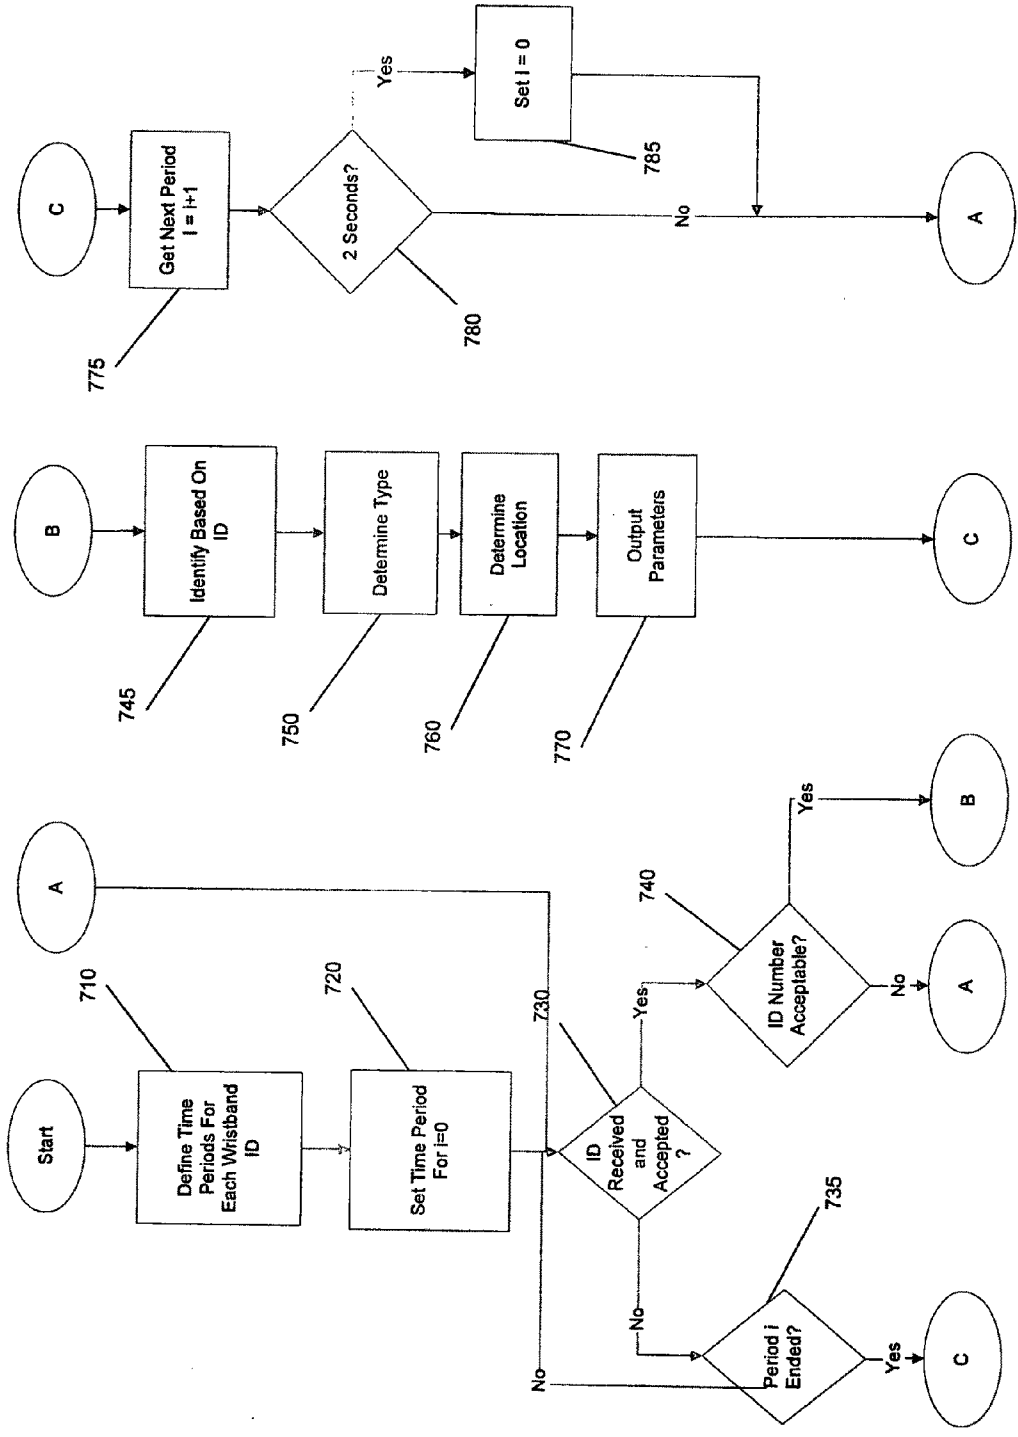 Start
710
Define Time
Periods For
Each Wristband
ID
720
Set Time Period
For i=0
A
730
ID
Received
and
Accepted
?
Yes
No
740
ID Number
Acceptable?
Yes
B
No
A
735
Period i
Ended?
No
Yes
C
B
745
Identify Based On
ID
750
Determine Type
760
Determine
Location
770
Output
Parameters
C
C
775
Get Next Period
I = i+1
780
2 Seconds?
Yes
785
Set I = 0
No
A